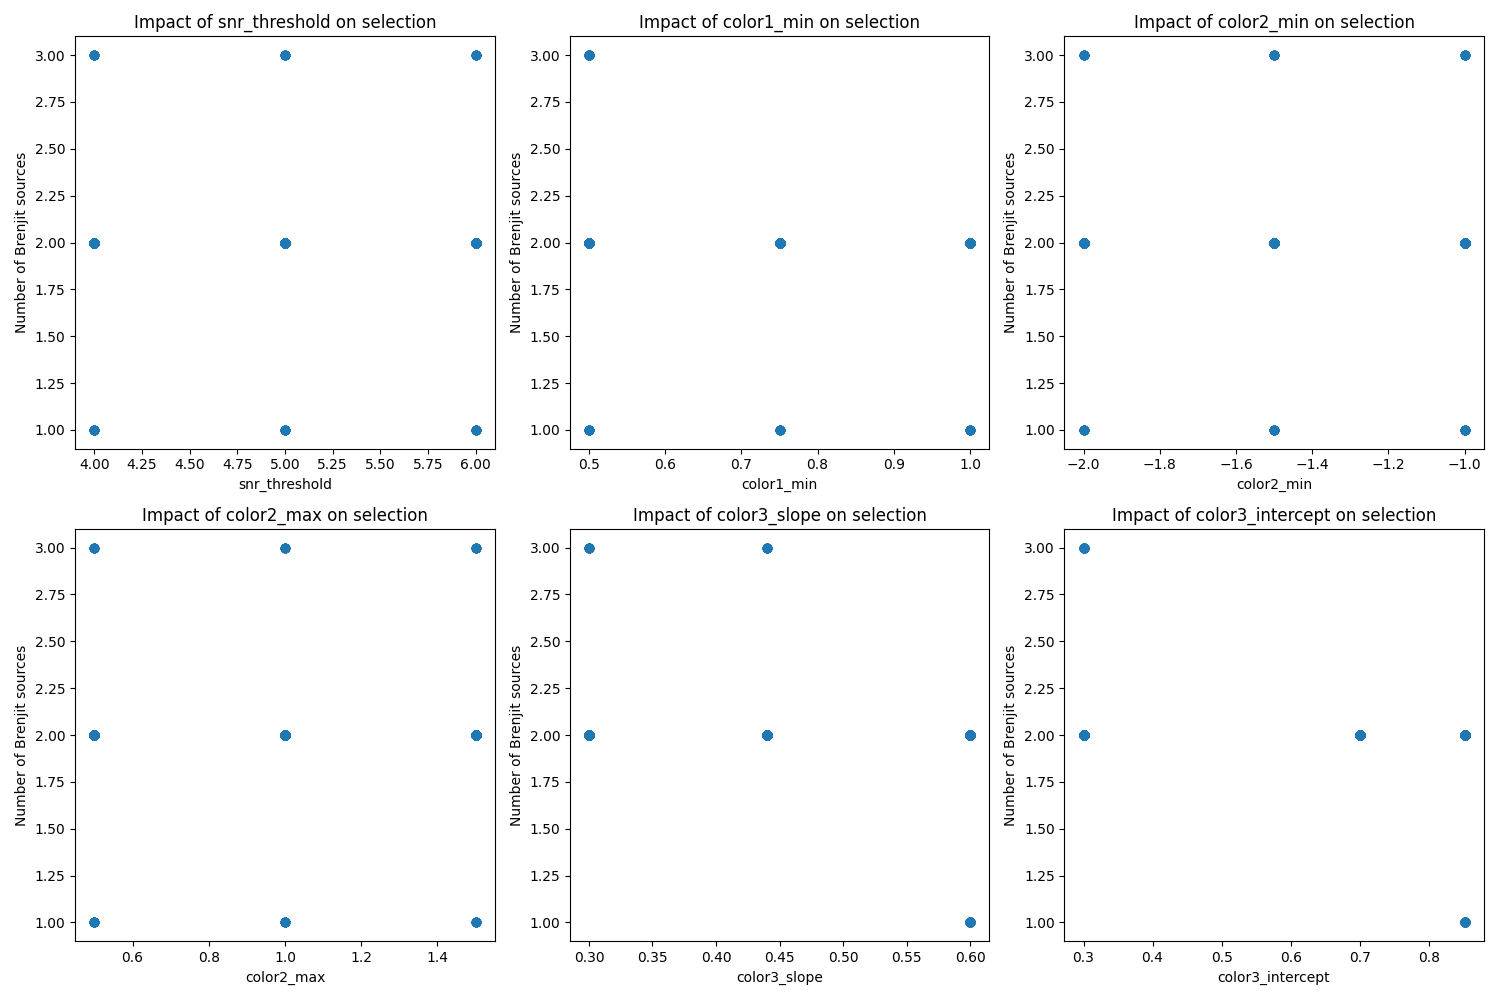 Impact of snr_threshold on selection
Number of Brenjit sources
3.00
2.75
2.50
2.25
2.00
1.75
1.50
1.25
1.00
4.00 4.25 4.50 4.75 5.00 5.25 5.50 5.75 6.00
snr_threshold
Impact of color1_min on selection
Number of Brenjit sources
3.00
2.75
2.50
2.25
2.00
1.75
1.50
1.25
1.00
0.5 0.6 0.7 0.8 0.9 1.0
color1_min
Impact of color2_min on selection
Number of Brenjit sources
3.00
2.75
2.50
2.25
2.00
1.75
1.50
1.25
1.00
−2.0 −1.8 −1.6 −1.4 −1.2 −1.0
color2_min
Impact of color2_max on selection
Number of Brenjit sources
3.00
2.75
2.50
2.25
2.00
1.75
1.50
1.25
1.00
0.6 0.8 1.0 1.2 1.4
color2_max
Impact of color3_slope on selection
Number of Brenjit sources
3.00
2.75
2.50
2.25
2.00
1.75
1.50
1.25
1.00
0.30 0.35 0.40 0.45 0.50 0.55 0.60
color3_slope
Impact of color3_intercept on selection
Number of Brenjit sources
3.00
2.75
2.50
2.25
2.00
1.75
1.50
1.25
1.00
0.3 0.4 0.5 0.6 0.7 0.8
color3_intercept